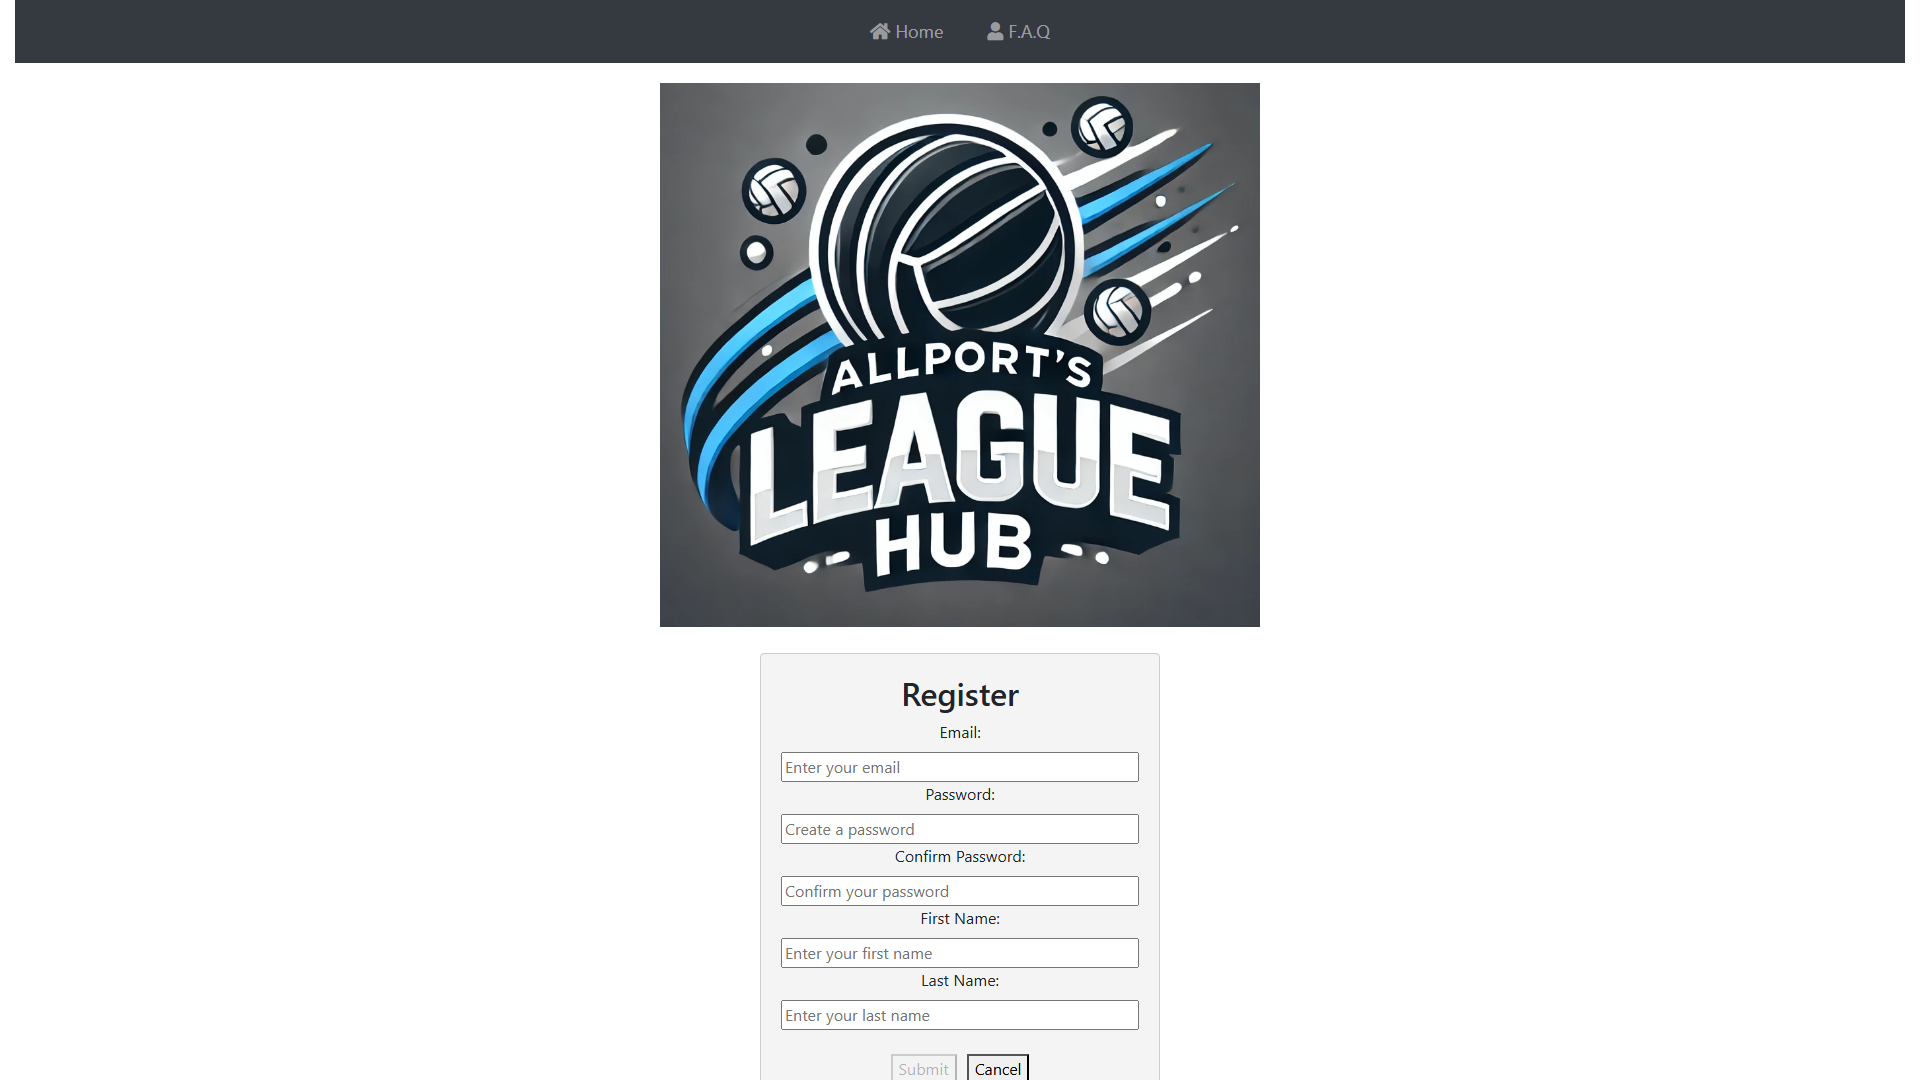 Home F.A.Q
ALLPORT'S
LEAGUE
HUB
Register
Email:
Enter your email
Password:
Create a password
Confirm Password:
Confirm your password
First Name:
Enter your first name
Last Name:
Enter your last name
Submit Cancel